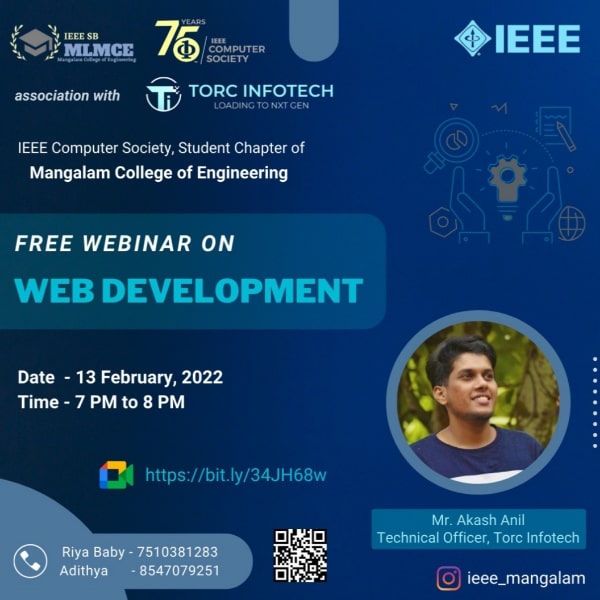 IEEE SB
MLMCE
Mangalam College of Engineering
75 YEARS
IEEE
COMPUTER
SOCIETY
IEEE
association with
Ti
TORC INFOTECH
LOADING TO NXT GEN
IEEE Computer Society, Student Chapter of
Mangalam College of Engineering
FREE WEBINAR ON
WEB DEVELOPMENT
Date - 13 February, 2022
Time - 7 PM to 8 PM
https://bit.ly/34JH68w
Mr. Akash Anil
Technical Officer, Torc Infotech
Riya Baby - 7510381283
Adithya - 8547079251
ieee_mangalam